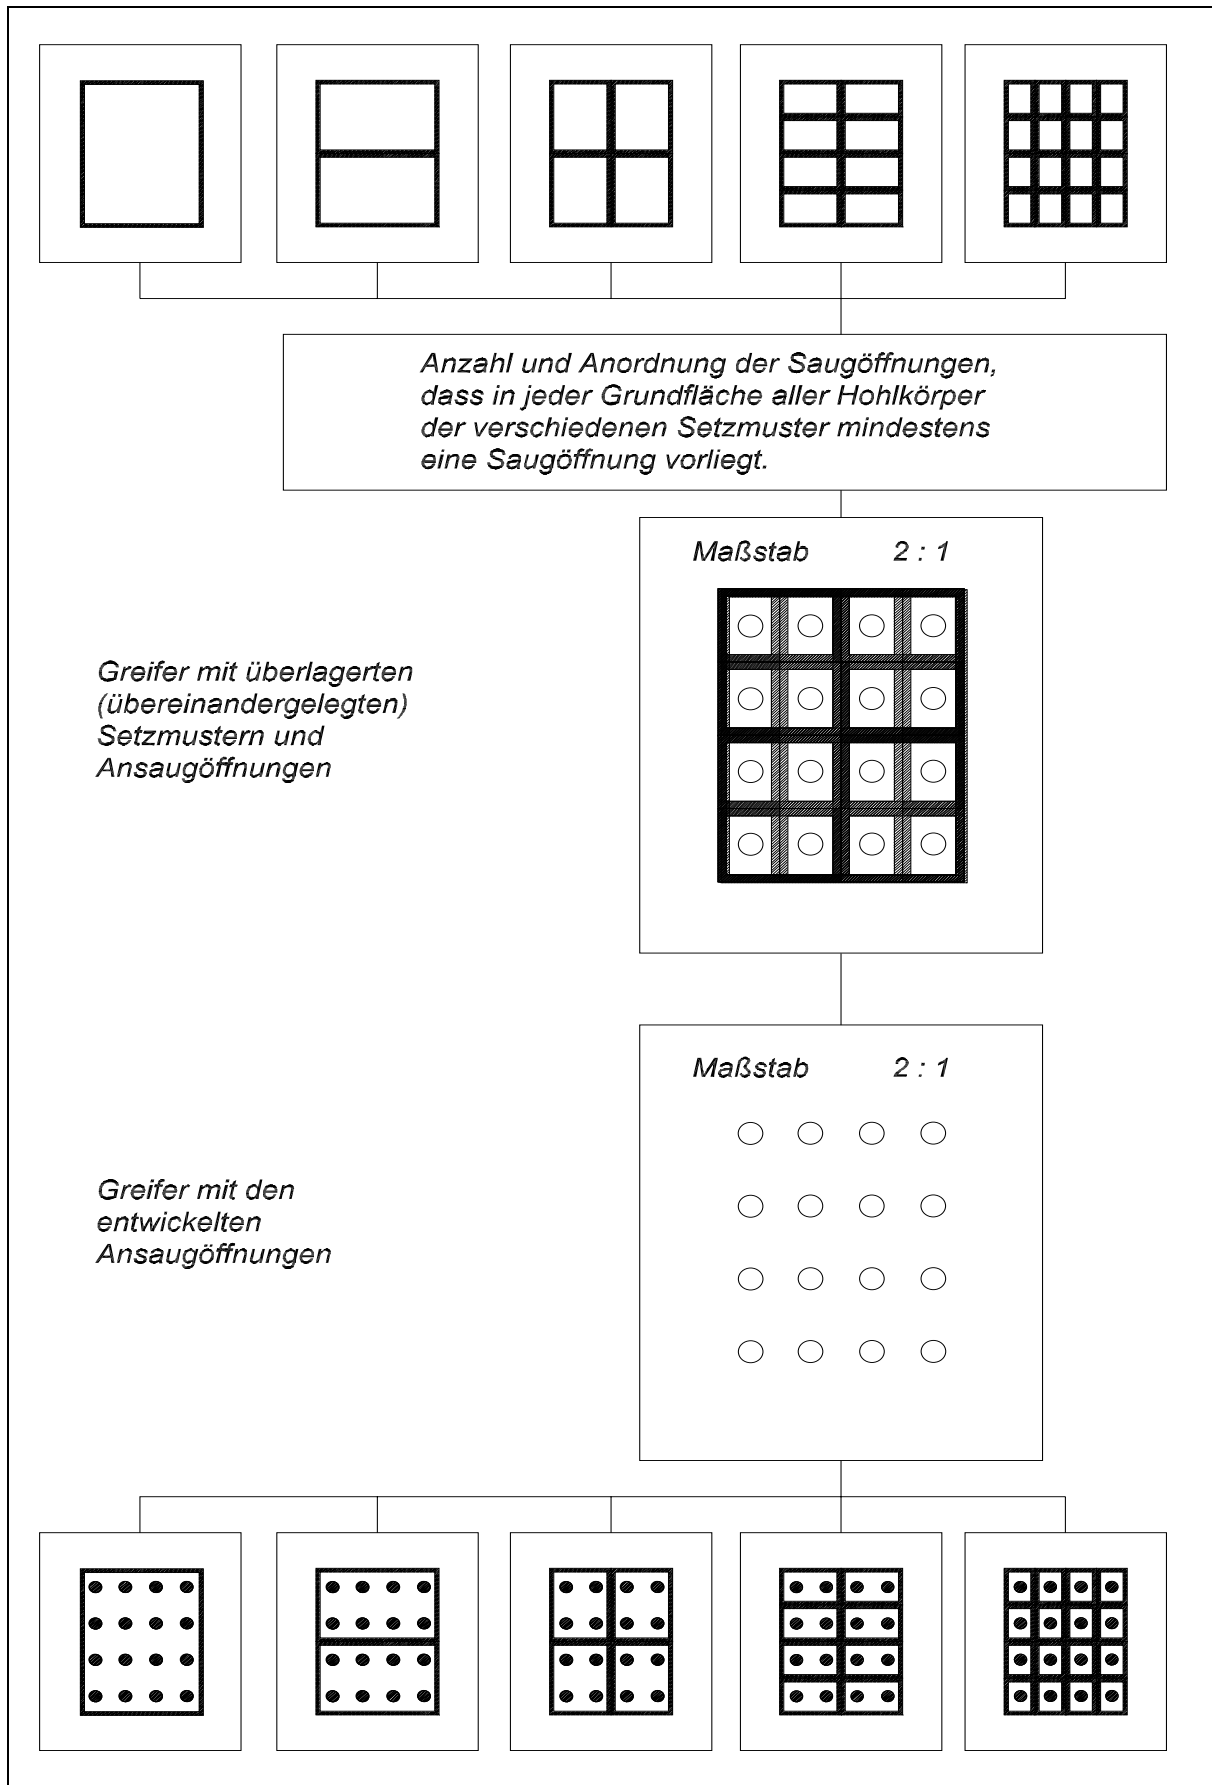 Anzahl und Anordnung der Saugöffnungen,
dass in jeder Grundfläche aller Hohlkörper
der verschiedenen Setzmuster mindestens
eine Saugöffnung vorliegt.
Maßstab 2 : 1
Greifer mit überlagerten
(übereinandergelegten)
Setzmustern und
Ansaugöffnungen
Maßstab 2 : 1
Greifer mit den
entwickelten
Ansaugöffnungen